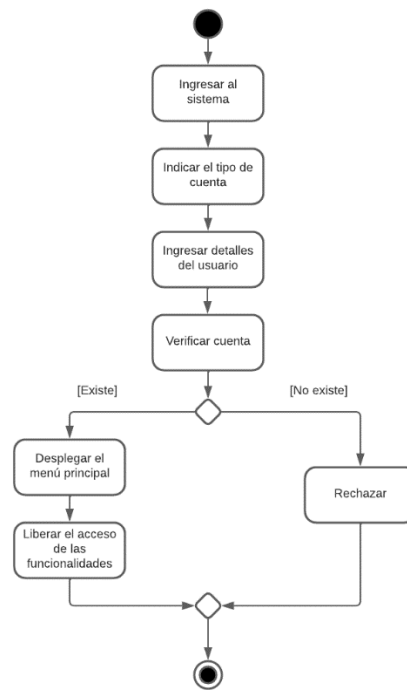 Ingresar al
sistema
Indicar el tipo de
cuenta
Ingresar detalles
del usuario
Verificar cuenta
[Existe]
[No existe]
Desplegar el
menú principal
Rechazar
Liberar el acceso
de las
funcionalidades